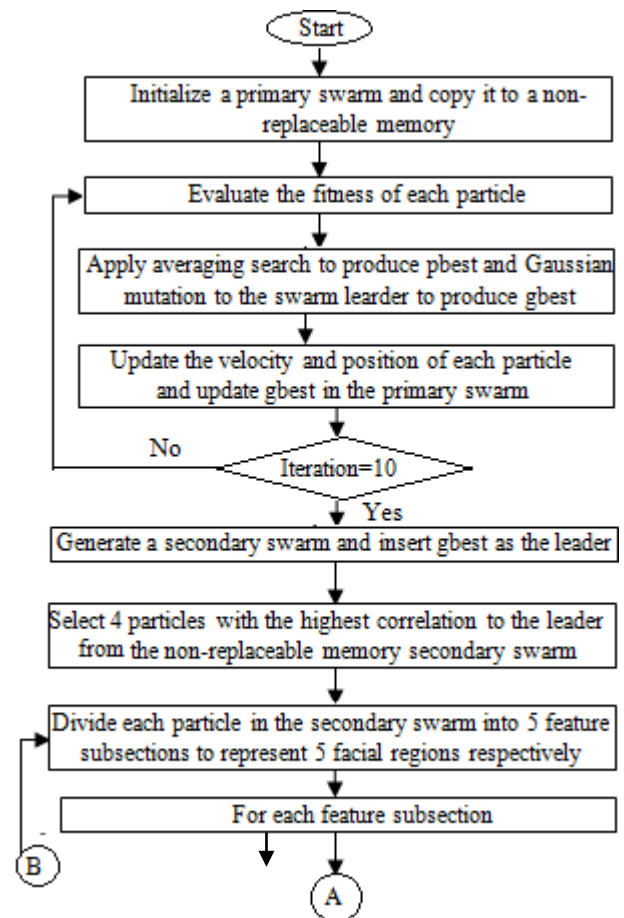 Start
Initialize a primary swarm and copy it to a non-
replaceable memory
Evaluate the fitness of each particle
Apply averaging search to produce pbest and Gaussian
mutation to the swarm learder to produce gbest
Update the velocity and position of each particle
and update gbest in the primary swarm
No
Iteration=10
Yes
Generate a secondary swarm and insert gbest as the leader
Select 4 particles with the highest correlation to the leader
from the non-replaceable memory secondary swarm
Divide each particle in the secondary swarm into 5 feature
subsections to represent 5 facial regions respectively
For each feature subsection
B
A